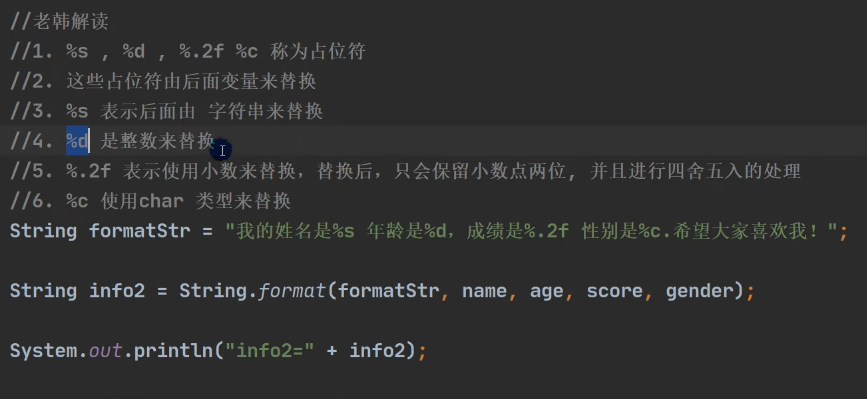 //老韩解读
//1. %s , %d , %.2f %c 称为占位符
//2. 这些占位符由后面变量来替换
//3. %s 表示后面由 字符串来替换
//4. %d 是整数来替换
//5. %.2f 表示使用小数来替换，替换后，只会保留小数点两位, 并且进行四舍五入的处理
//6. %c 使用char 类型来替换
String formatStr = "我的姓名是%s 年龄是%d，成绩是%.2f 性别是%c.希望大家喜欢我！";
String info2 = String.format(formatStr, name, age, score, gender);
System.out.println("info2=" + info2);